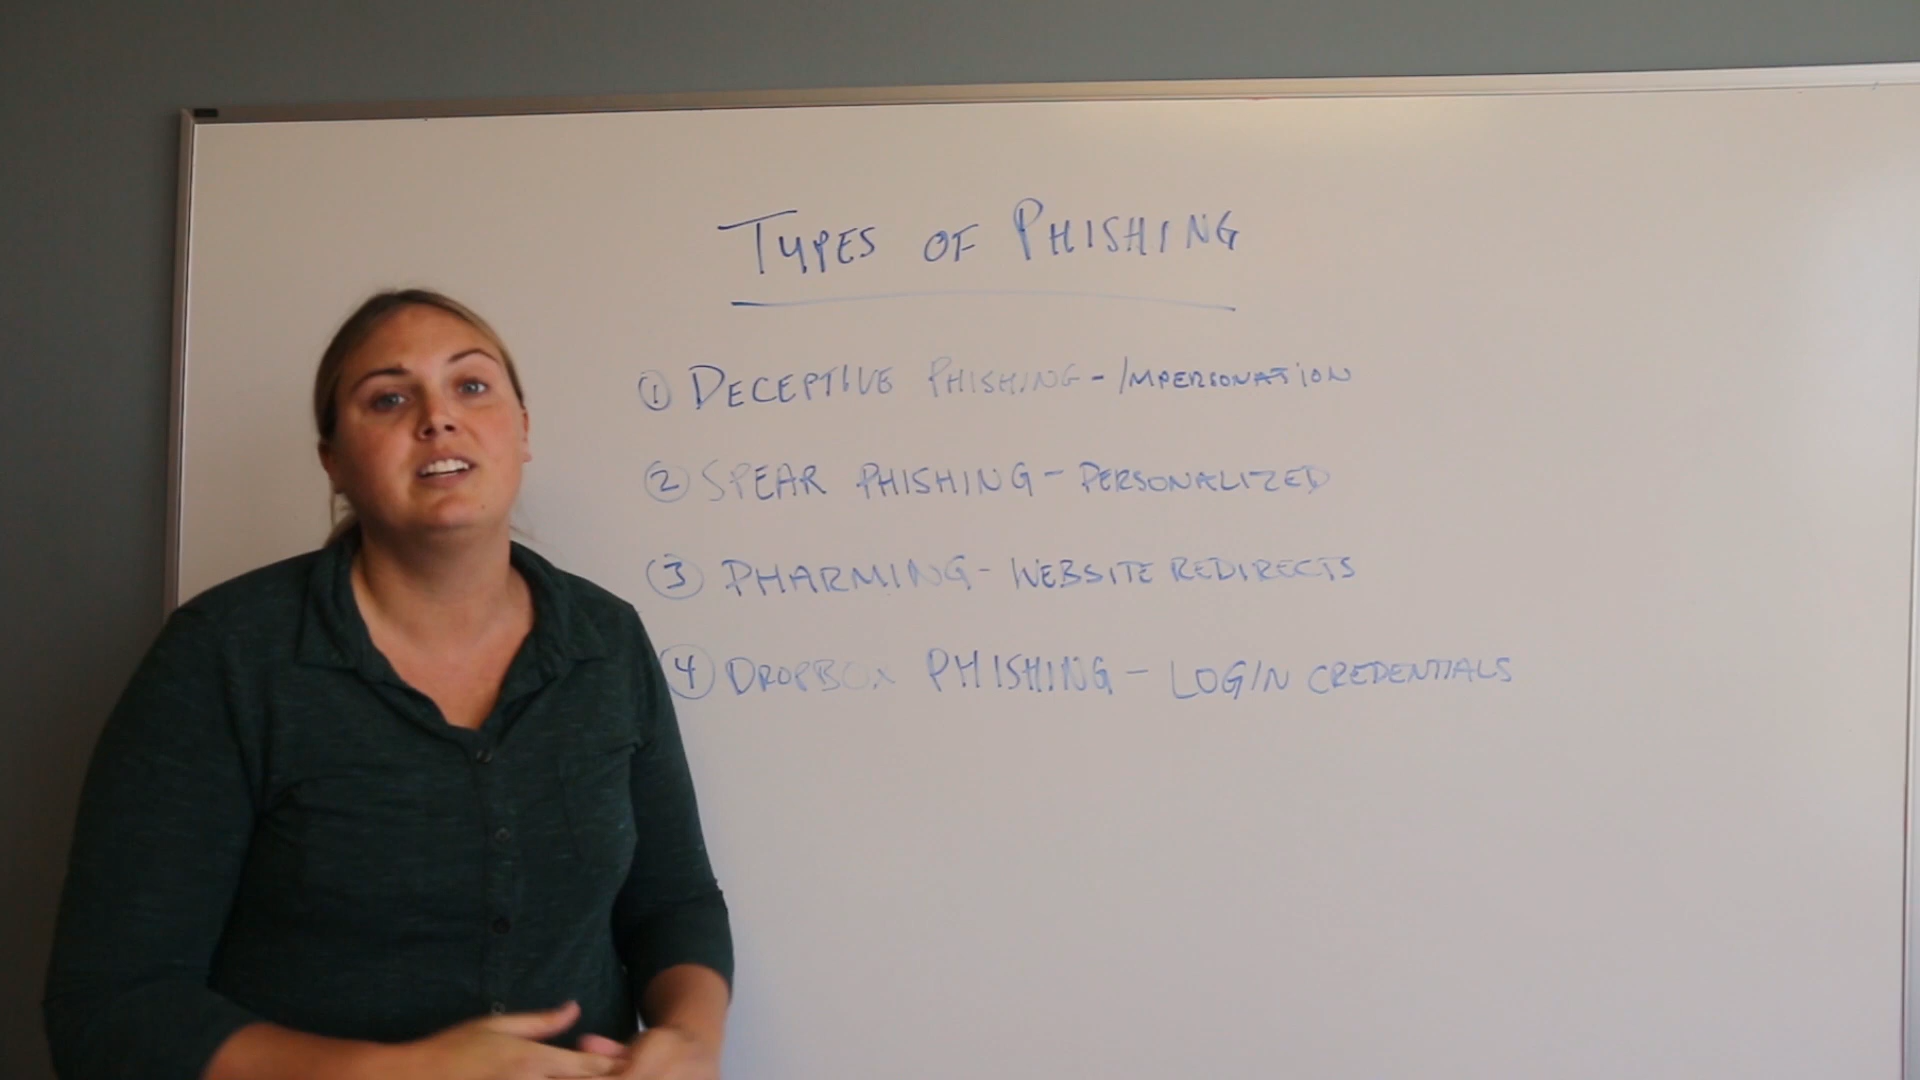 TYPES OF PHISHING
① DECEPTIVE PHISHING - IMPERSONATION
② SPEAR PHISHING - PERSONALIZED
③ PHARMING - WEBSITE REDIRECTS
④ DROPBOX PHISHING - LOGIN CREDENTIALS